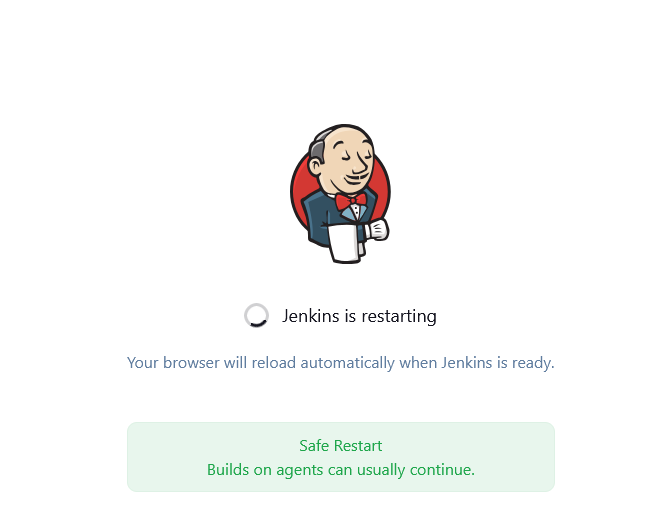 Jenkins is restarting
Your browser will reload automatically when Jenkins is ready.
Safe Restart
Builds on agents can usually continue.